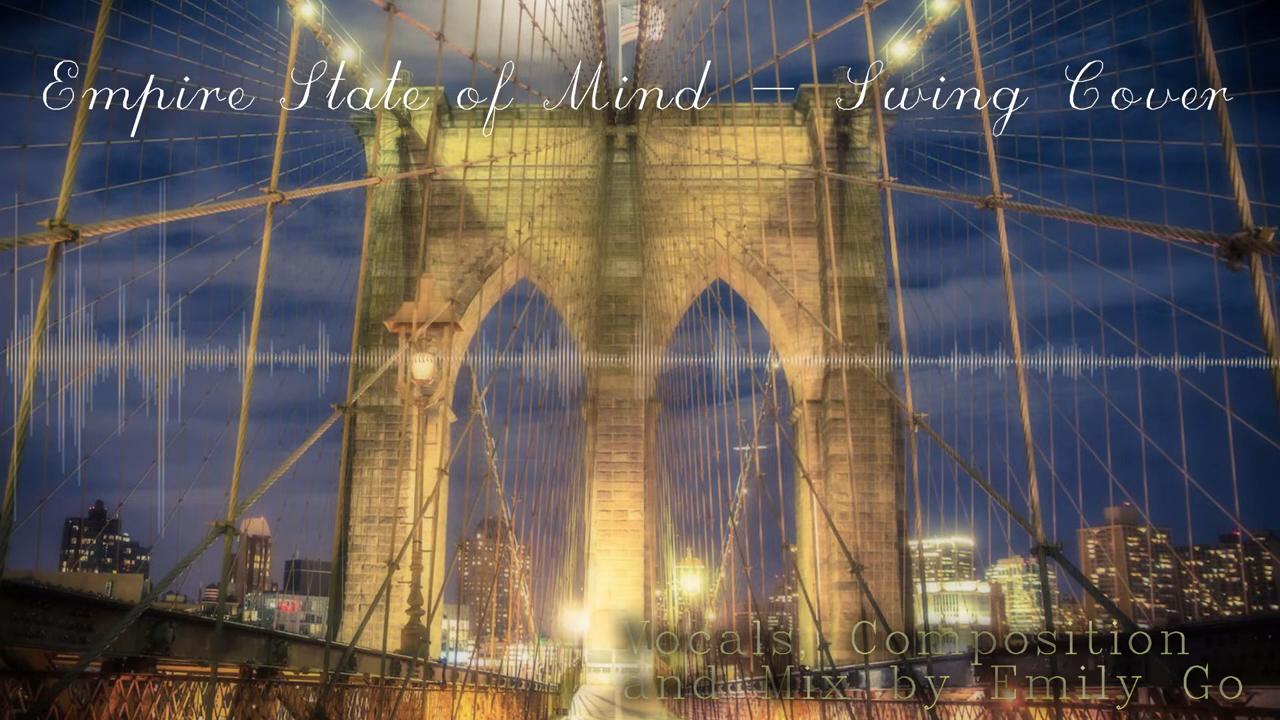 Empire State of Mind – Swing Cover
Vocals, Composition
and Mix by Emily Go